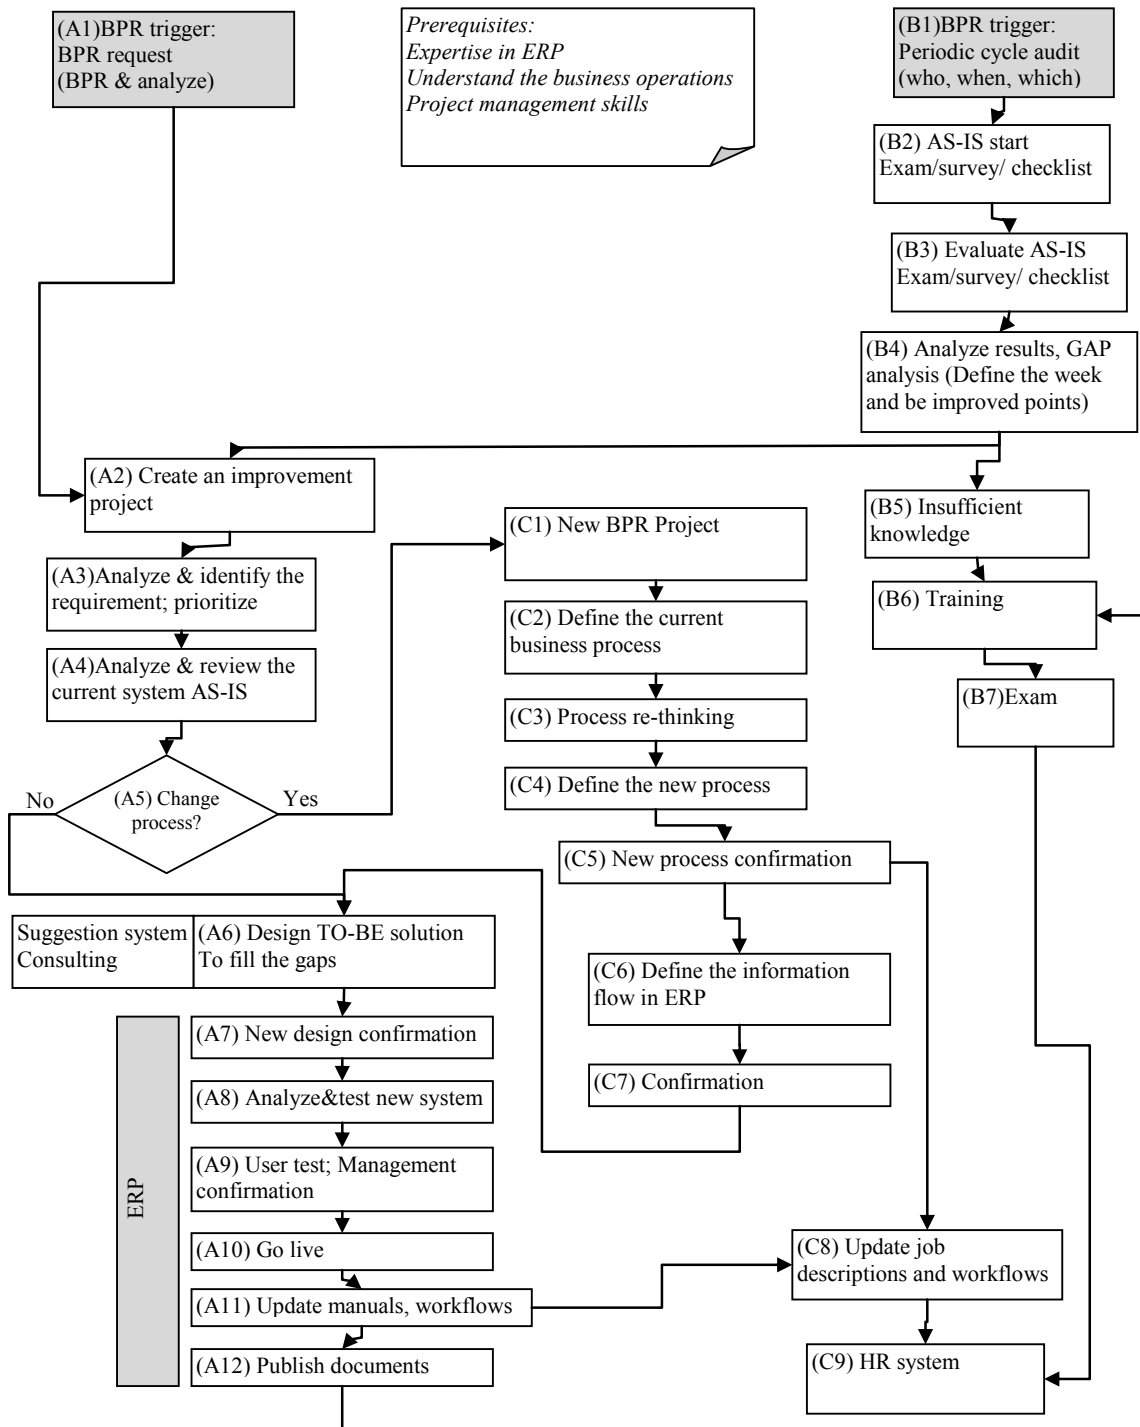 (A1)BPR trigger:
BPR request
(BPR & analyze)
Prerequisites:
Expertise in ERP
Understand the business operations
Project management skills
(B1)BPR trigger:
Periodic cycle audit
(who, when, which)
(B2) AS-IS start
Exam/survey/ checklist
(B3) Evaluate AS-IS
Exam/survey/ checklist
(B4) Analyze results, GAP
analysis (Define the week
and be improved points)
(A2) Create an improvement
project
(B5) Insufficient
knowledge
(C1) New BPR Project
(A3)Analyze & identify the
requirement; prioritize
(B6) Training
(C2) Define the current
business process
(A4)Analyze & review the
current system AS-IS
(B7)Exam
(C3) Process re-thinking
(C4) Define the new process
No
(A5) Change
process?
Yes
(C5) New process confirmation
Suggestion system
Consulting
(A6) Design TO-BE solution
To fill the gaps
(C6) Define the information
flow in ERP
(A7) New design confirmation
(C7) Confirmation
(A8) Analyze&test new system
(A9) User test; Management
confirmation
ERP
(A10) Go live
(C8) Update job
descriptions and workflows
(A11) Update manuals, workflows
(A12) Publish documents
(C9) HR system